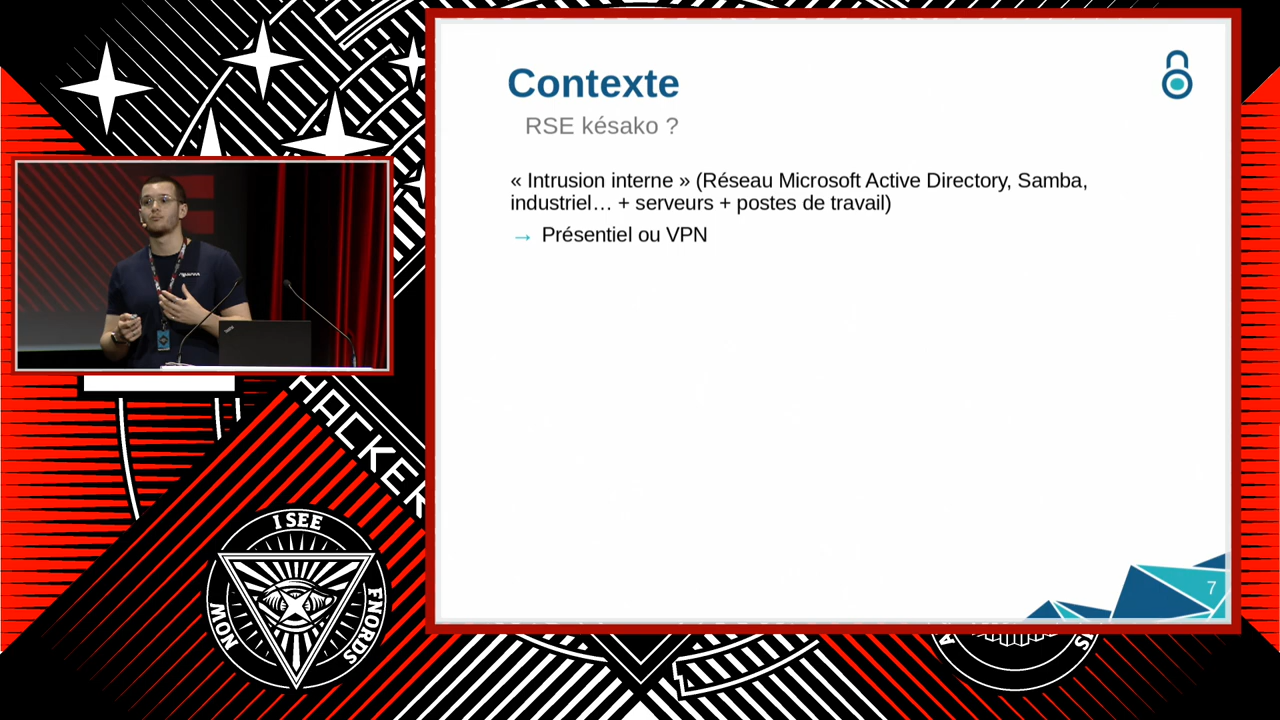 Contexte
RSE késako ?
« Intrusion interne » (Réseau Microsoft Active Directory, Samba,
industriel… + serveurs + postes de travail)
→ Présentiel ou VPN
7
HACKER
I SEE
FNORDS
NOW